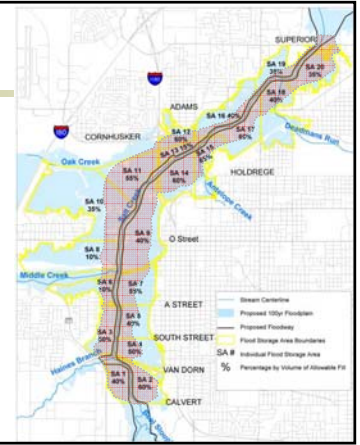 SUPERIOR
180
SA 19
35%
SA 20
35%
SA 18
40%
ADAMS
SA 16 40%
SA 17
60%
Deadmans Run
80
CORNHUSKER
SA 12
SA 13 15%
SA 15
HOLDREGE
Oak Creek
SA 11
55%
SA 14
60%
Antelope Creek
SA 10
35%
Salt Creek
SA 9
40%
O Street
SA 8
10%
Middle Creek
SA 6
10%
SA 7
A STREET
SA 5
40%
SA 3
SOUTH STREET
SA 4
Haines Branch
VAN DORN
SA 1
40%
SA 2
CALVERT
Stream Centerline
Proposed 100yr Floodplain
Proposed Floodway
Flood Storage Area Boundaries
SA # Individual Flood Storage Area
% Percentage by Volume of Allowable Fill